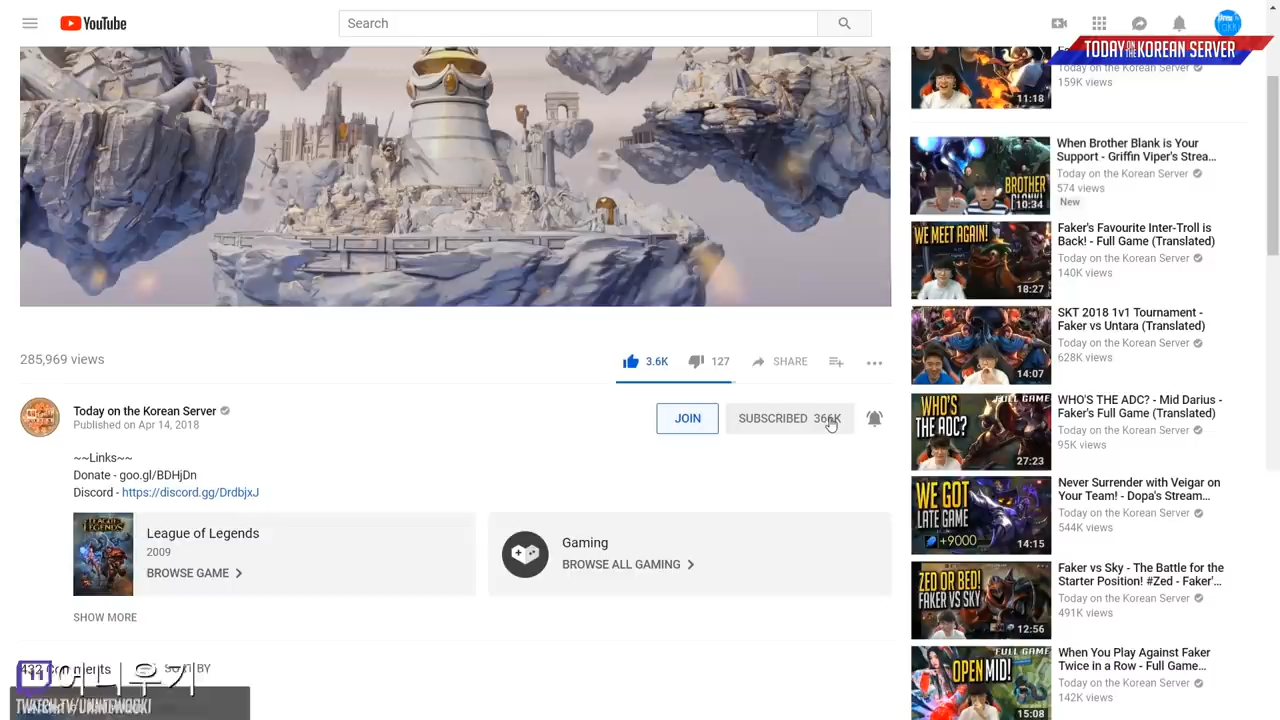 YouTube
Search
TODAY ON THE KOREAN SERVER
Today on the Korean Server
159K views
11:18
When Brother Blank is Your
Support - Griffin Viper's Strea...
Today on the Korean Server
574 views
New
BROTHER
10:34
Faker's Favourite Inter-Troll is
Back! - Full Game (Translated)
Today on the Korean Server
140K views
WE MEET AGAIN!
18:27
SKT 2018 1v1 Tournament -
Faker vs Untara (Translated)
Today on the Korean Server
628K views
14:07
285,969 views
3.6K
127
SHARE
Today on the Korean Server
Published on Apr 14, 2018
JOIN
SUBSCRIBED 366K
WHO'S THE ADC? - Mid Darius -
Faker's Full Game (Translated)
Today on the Korean Server
95K views
FULL GAME
WHO'S
THE ADC?
27:23
~~Links~~
Donate - goo.gl/BDHjDn
Discord - https://discord.gg/DrdbjxJ
Never Surrender with Veigar on
Your Team! - Dopa's Stream...
Today on the Korean Server
544K views
WE GOT
LATE GAME
+9000
14:15
LEAGUE OF
LEGENDS
League of Legends
2009
BROWSE GAME
Gaming
BROWSE ALL GAMING
Faker vs Sky - The Battle for the
Starter Position! #Zed - Faker'...
Today on the Korean Server
491K views
ZED OR BED!
FAKER VS SKY
12:56
SHOW MORE
When You Play Against Faker
Twice in a Row - Full Game...
Today on the Korean Server
142K views
FULL GAME
OPEN MID!
15:08
432 Comments
SORT BY